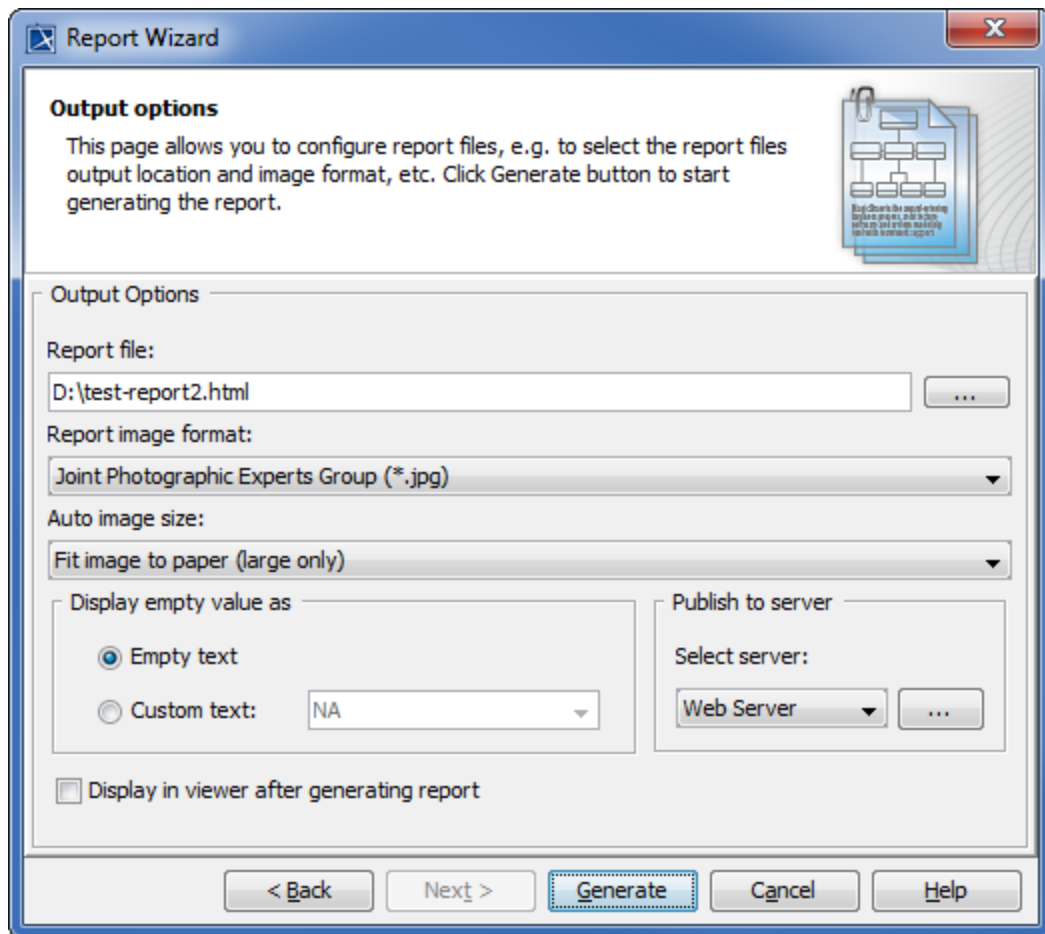 Report Wizard
Output options
This page allows you to configure report files, e.g. to select the report files
output location and image format, etc. Click Generate button to start
generating the report.
Output Options
Report file:
D:\test-report2.html
...
Report image format:
Joint Photographic Experts Group (*.jpg)
Auto image size:
Fit image to paper (large only)
Display empty value as
Empty text
Custom text:
NA
Publish to server
Select server:
Web Server
...
Display in viewer after generating report
< Back
Next >
Generate
Cancel
Help